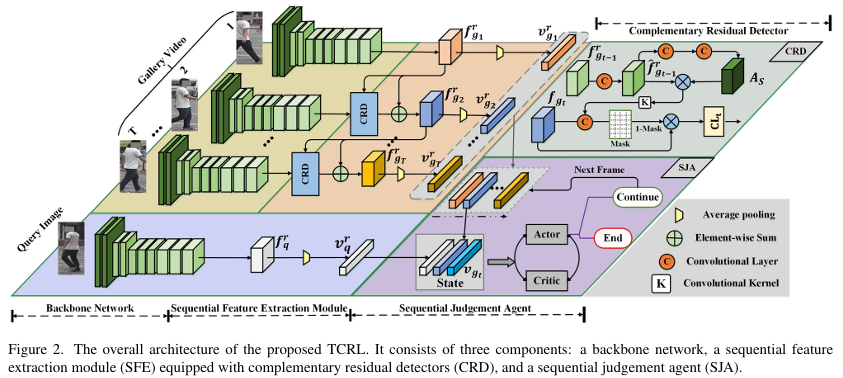 Complementary Residual Detector
CRD
Gallery Video
1
2
T
f^r_{g_1}
v^r_{g_1}
f^r_{g_{t-1}}
C
C
C
f̂^r_{g_{t-1}}
A_S
K
CRD
f^r_{g_2}
v^r_{g_2}
f_{g_t}
C
1-Mask
Mask
CL_t
CRD
f^r_{g_T}
v^r_{g_T}
SJA
Next Frame
Continue
End
Actor
Critic
Query Image
f^r_q
v^r_q
v_{g_t}
State
Average pooling
Element-wise Sum
C Convolutional Layer
K Convolutional Kernel
Backbone Network
Sequential Feature Extraction Module
Sequential Judgement Agent
Figure 2. The overall architecture of the proposed TCRL. It consists of three components: a backbone network, a sequential feature
extraction module (SFE) equipped with complementary residual detectors (CRD), and a sequential judgement agent (SJA).